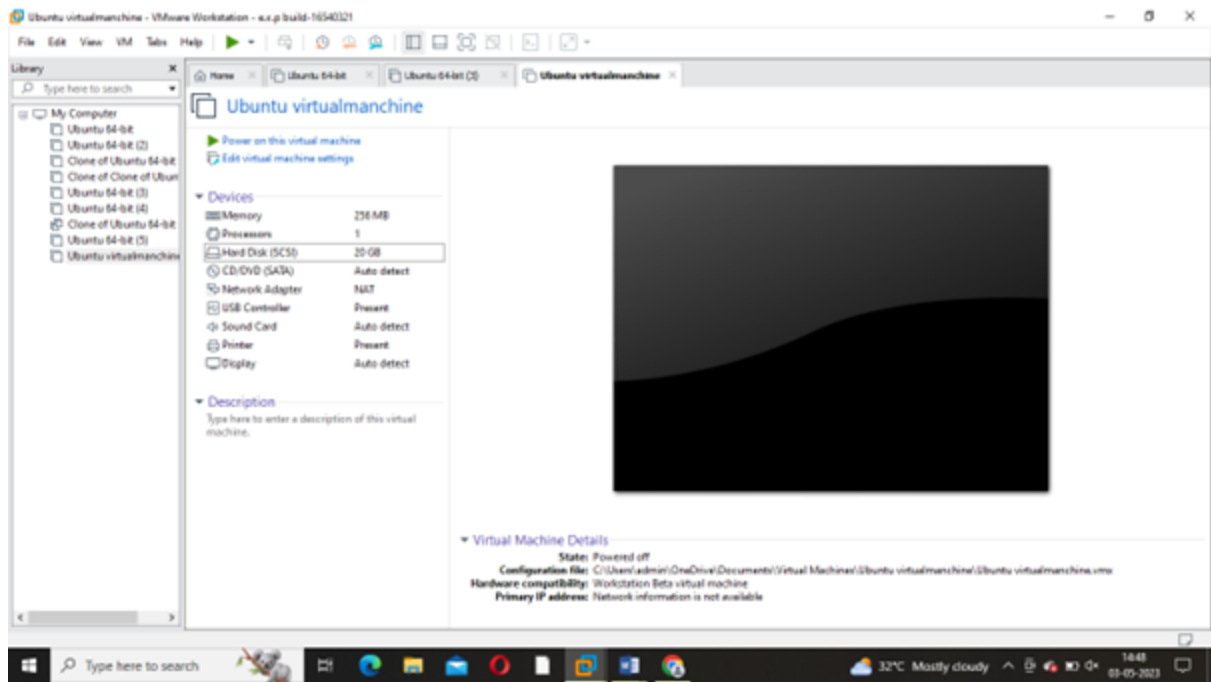 Ubuntu virtualmanchine - VMware Workstation - e.x.p build-16540321
File Edit View VM Tabs Help
Library
Type here to search
Home
Ubuntu 64-bit
Ubuntu 64-bit (3)
Ubuntu virtualmanchine
My Computer
Ubuntu 64-bit
Ubuntu 64-bit (2)
Clone of Ubuntu 64-bit
Clone of Clone of Ubun
Ubuntu 64-bit (3)
Ubuntu 64-bit (4)
Clone of Ubuntu 64-bit
Ubuntu 64-bit (5)
Ubuntu virtualmanchine
Ubuntu virtualmanchine
Power on this virtual machine
Edit virtual machine settings
Devices
Memory 256 MB
Processors 1
Hard Disk (SCSI) 20 GB
CD/DVD (SATA) Auto detect
Network Adapter NAT
USB Controller Present
Sound Card Auto detect
Printer Present
Display Auto detect
Description
Type here to enter a description of this virtual
machine.
Virtual Machine Details
State: Powered off
Configuration file: C:\Users\admin\OneDrive\Documents\Virtual Machines\Ubuntu virtualmanchine\Ubuntu virtualmanchine.vmx
Hardware compatibility: Workstation Beta virtual machine
Primary IP address: Network information is not available
Type here to search
32°C Mostly cloudy
14:48
03-05-2023